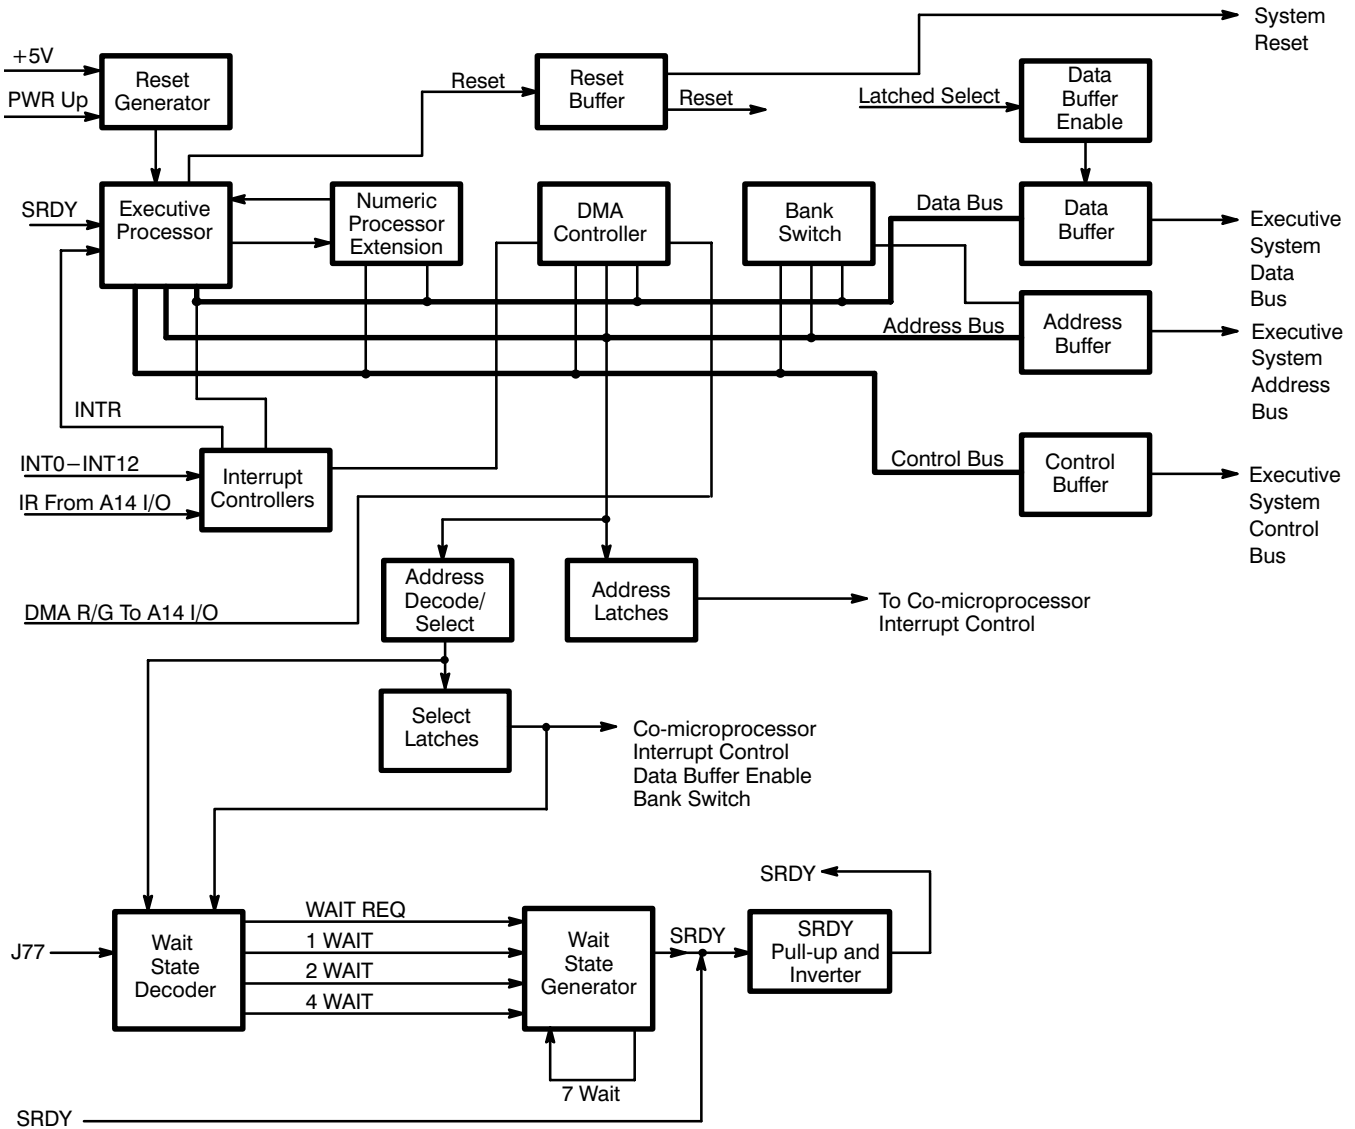 System
Reset
+5V
Reset
Generator
PWR Up
Reset
Reset
Buffer
Reset
Latched Select
Data
Buffer
Enable
SRDY
Executive
Processor
Numeric
Processor
Extension
DMA
Controller
Bank
Switch
Data Bus
Data
Buffer
Executive
System
Data
Bus
Address Bus
Address
Buffer
Executive
System
Address
Bus
INTR
INT0–INT12
IR From A14 I/O
Interrupt
Controllers
Control Bus
Control
Buffer
Executive
System
Control
Bus
DMA R/G To A14 I/O
Address
Decode/
Select
Address
Latches
To Co-microprocessor
Interrupt Control
Select
Latches
Co-microprocessor
Interrupt Control
Data Buffer Enable
Bank Switch
J77
Wait
State
Decoder
WAIT REQ
1 WAIT
2 WAIT
4 WAIT
Wait
State
Generator
7 Wait
SRDY
SRDY
Pull-up and
Inverter
SRDY
SRDY